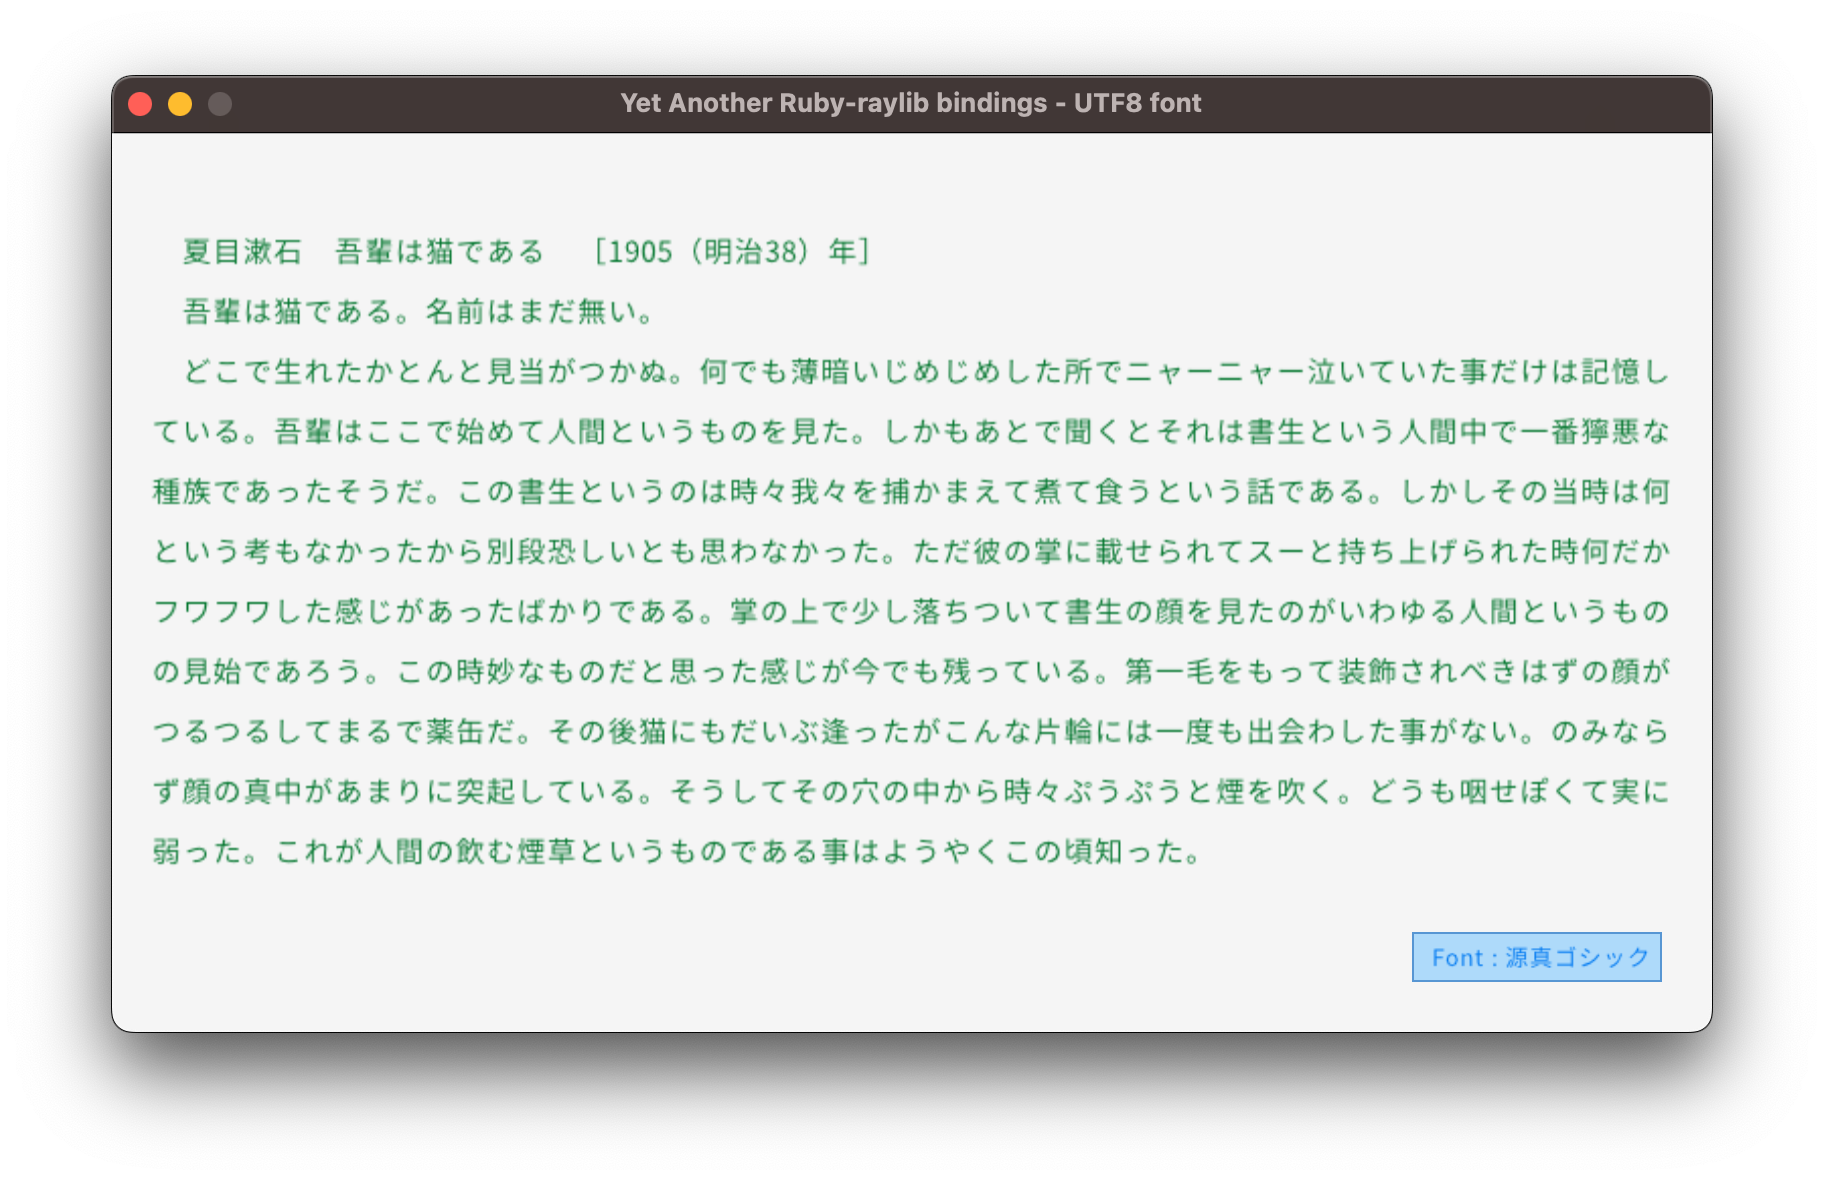 Yet Another Ruby-raylib bindings - UTF8 font
　夏目漱石　吾輩は猫である　［1905（明治38）年］
　吾輩は猫である。名前はまだ無い。
　どこで生れたかとんと見当がつかぬ。何でも薄暗いじめじめした所でニャーニャー泣いていた事だけは記憶し
ている。吾輩はここで始めて人間というものを見た。しかもあとで聞くとそれは書生という人間中で一番獰悪な
種族であったそうだ。この書生というのは時々我々を捕かまえて煮て食うという話である。しかしその当時は何
という考もなかったから別段恐しいとも思わなかった。ただ彼の掌に載せられてスーと持ち上げられた時何だか
フワフワした感じがあったばかりである。掌の上で少し落ちついて書生の顔を見たのがいわゆる人間というもの
の見始であろう。この時妙なものだと思った感じが今でも残っている。第一毛をもって装飾されべきはずの顔が
つるつるしてまるで薬缶だ。その後猫にもだいぶ逢ったがこんな片輪には一度も出会わした事がない。のみなら
ず顔の真中があまりに突起している。そうしてその穴の中から時々ぷうぷうと煙を吹く。どうも咽せぽくて実に
弱った。これが人間の飲む煙草というものである事はようやくこの頃知った。
Font : 源真ゴシック